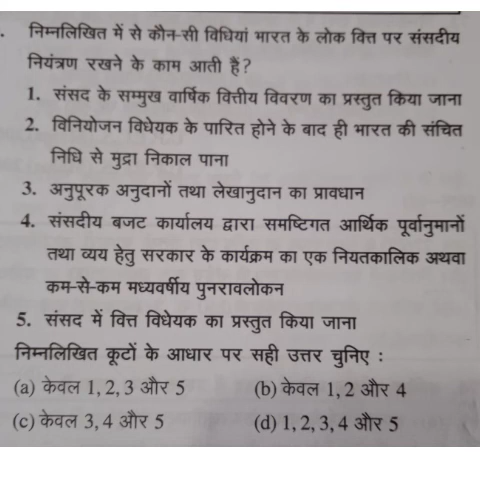 . निम्नलिखित में से कौन-सी विधियां भारत के लोक वित्त पर संसदीय
नियंत्रण रखने के काम आती हैं?
1. संसद के सम्मुख वार्षिक वित्तीय विवरण का प्रस्तुत किया जाना
2. विनियोजन विधेयक के पारित होने के बाद ही भारत की संचित
निधि से मुद्रा निकाल पाना
3. अनुपूरक अनुदानों तथा लेखानुदान का प्रावधान
4. संसदीय बजट कार्यालय द्वारा समष्टिगत आर्थिक पूर्वानुमानों
तथा व्यय हेतु सरकार के कार्यक्रम का एक नियतकालिक अथवा
कम-से-कम मध्यवर्षीय पुनरावलोकन
5. संसद में वित्त विधेयक का प्रस्तुत किया जाना
निम्नलिखित कूटों के आधार पर सही उत्तर चुनिए :
(a) केवल 1, 2, 3 और 5 (b) केवल 1, 2 और 4
(c) केवल 3, 4 और 5 (d) 1, 2, 3, 4 और 5